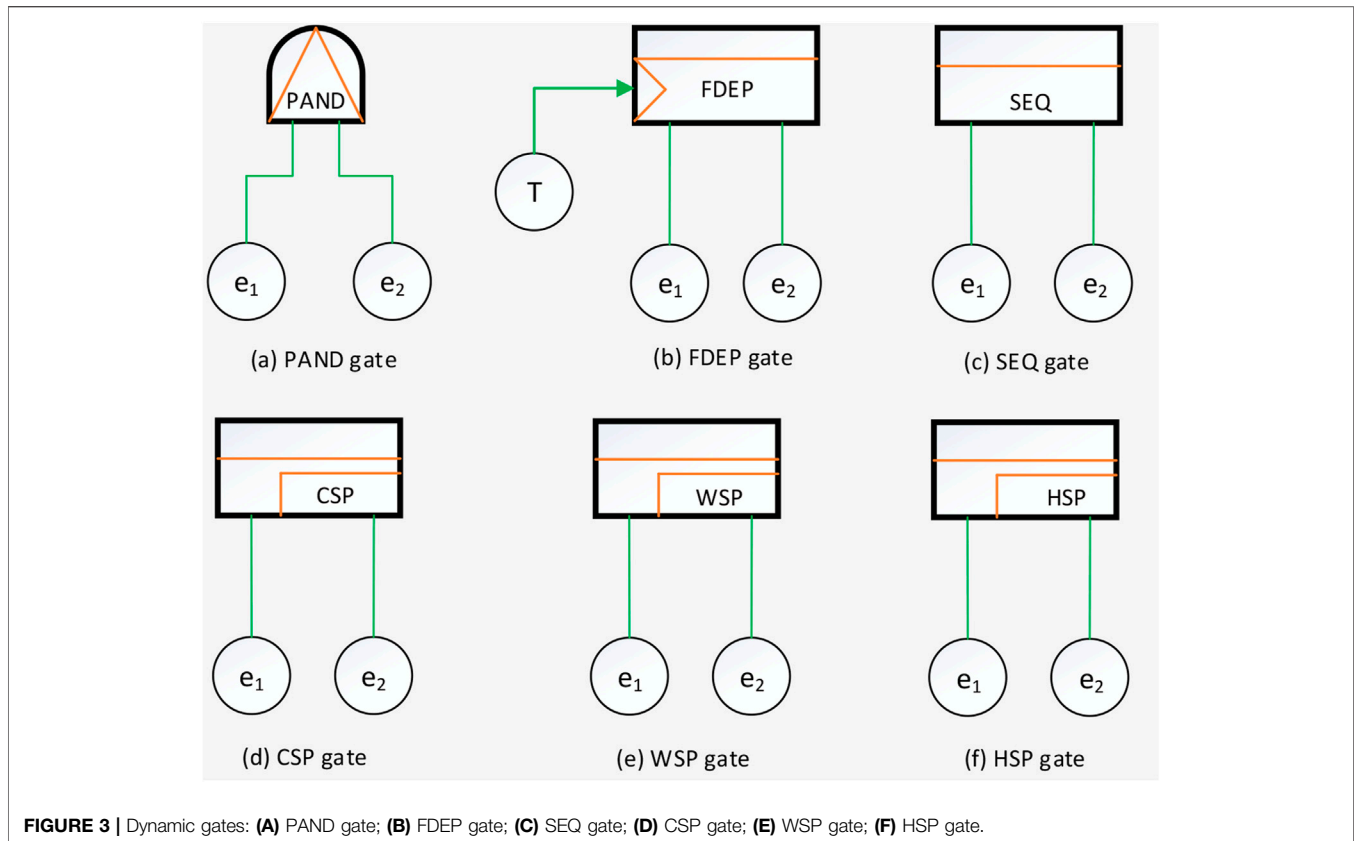 PAND
FDEP
SEQ
T
e₁
e₂
e₁
e₂
e₁
e₂
(a) PAND gate
(b) FDEP gate
(c) SEQ gate
CSP
WSP
HSP
e₁
e₂
e₁
e₂
e₁
e₂
(d) CSP gate
(e) WSP gate
(f) HSP gate
FIGURE 3 | Dynamic gates: (A) PAND gate; (B) FDEP gate; (C) SEQ gate; (D) CSP gate; (E) WSP gate; (F) HSP gate.